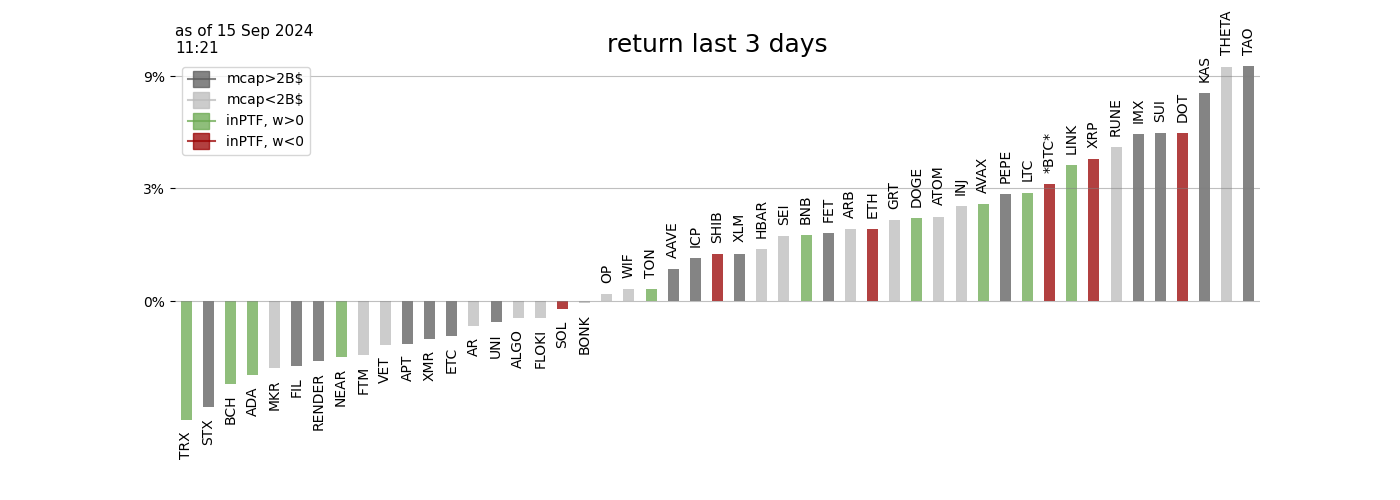 as of 15 Sep 2024
11:21
return last 3 days
mcap>2B$
mcap<2B$
inPTF, w>0
inPTF, w<0
9%
3%
0%
TRX
STX
BCH
ADA
MKR
FIL
RENDER
NEAR
FTM
VET
APT
XMR
ETC
AR
UNI
ALGO
FLOKI
SOL
BONK
OP
WIF
TON
AAVE
ICP
SHIB
XLM
HBAR
SEI
BNB
FET
ARB
ETH
GRT
DOGE
ATOM
INJ
AVAX
PEPE
LTC
*BTC*
LINK
XRP
RUNE
IMX
SUI
DOT
KAS
THETA
TAO